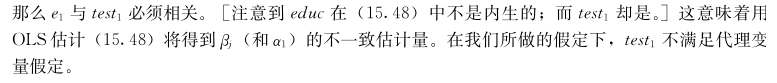 那么 e₁ 与 test₁ 必须相关。[注意到 educ 在 (15.48) 中不是内生的；而 test₁ 却是。] 这意味着用
OLS 估计 (15.48) 将得到 βⱼ（和 α₁）的不一致估计量。在我们所做的假定下，test₁ 不满足代理变
量假定。